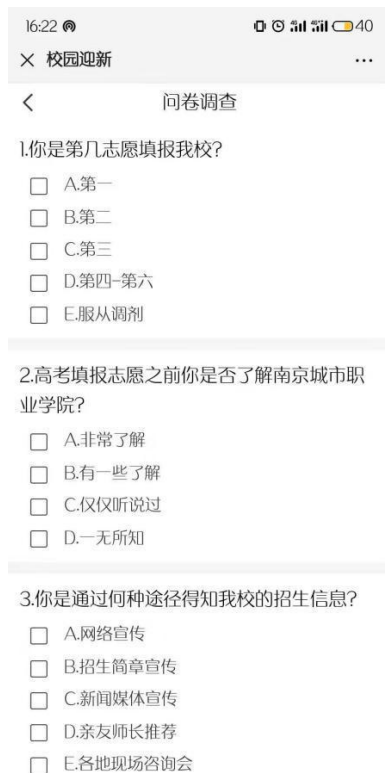 16:22
40
校园迎新
问卷调查
1.你是第几志愿填报我校?
A.第一
B.第二
C.第三
D.第四-第六
E.服从调剂
2.高考填报志愿之前你是否了解南京城市职
业学院?
A.非常了解
B.有一些了解
C.仅仅听说过
D.一无所知
3.你是通过何种途径得知我校的招生信息?
A.网络宣传
B.招生简章宣传
C.新闻媒体宣传
D.亲友师长推荐
E.各地现场咨询会